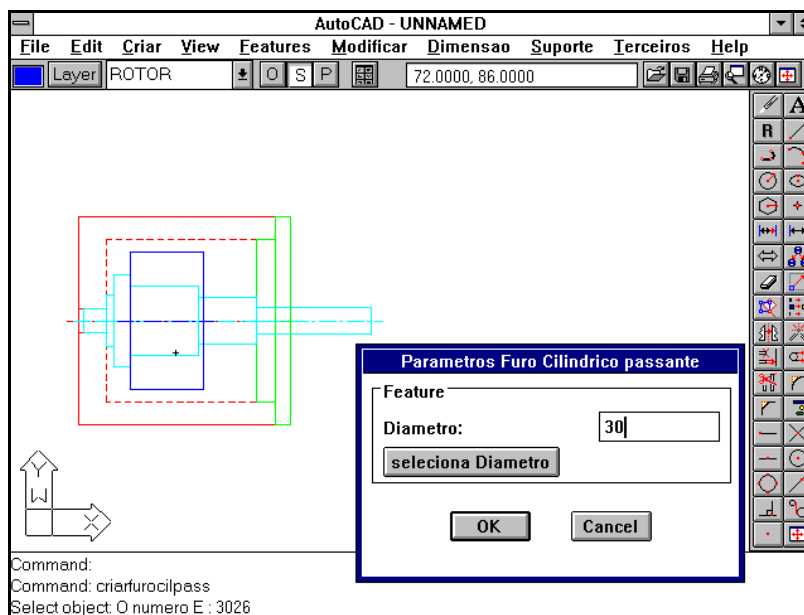 AutoCAD - UNNAMED
File Edit Criar View Features Modificar Dimensao Suporte Terceiros Help
Layer ROTOR O S P 72.0000, 86.0000
A
R
Parametros Furo Cilindrico passante
Feature
Diametro: 30
seleciona Diametro
OK Cancel
Y
W
X
Command:
Command: criarfurocilpass
Select object: O numero E : 3026